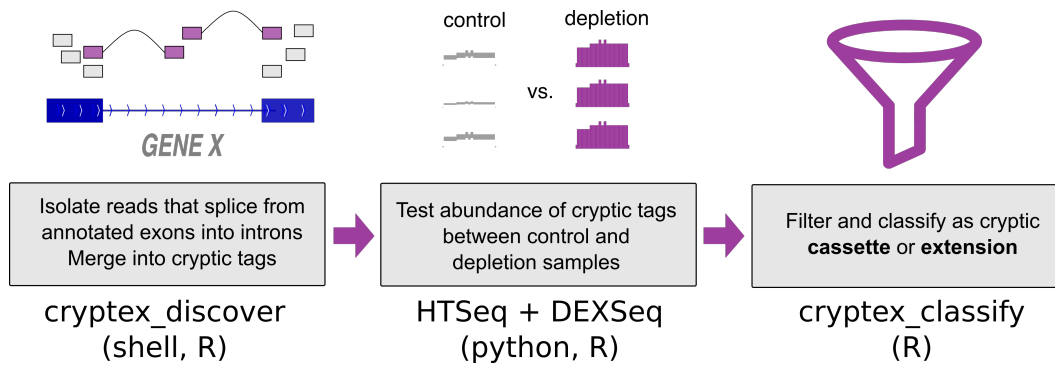 control
depletion
vs.
GENE X
Isolate reads that splice from
annotated exons into introns
Merge into cryptic tags
Test abundance of cryptic tags
between control and
depletion samples
Filter and classify as cryptic
cassette or extension
cryptex_discover
(shell, R)
HTSeq + DEXSeq
(python, R)
cryptex_classify
(R)